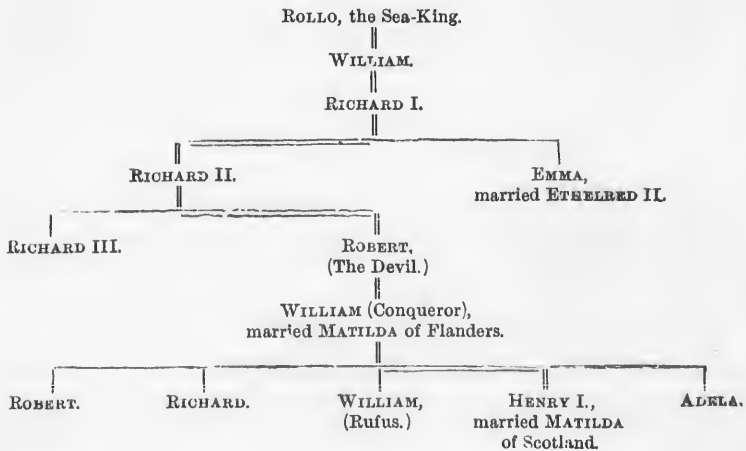 ROLLO, the Sea-King.
WILLIAM.
RICHARD I.
RICHARD II.
EMMA,
married ETHELRED II.
RICHARD III.
ROBERT,
(The Devil.)
WILLIAM (Conqueror),
married MATILDA of Flanders.
ROBERT.
RICHARD.
WILLIAM,
(Rufus.)
HENRY I.,
married MATILDA
of Scotland.
ADELA.